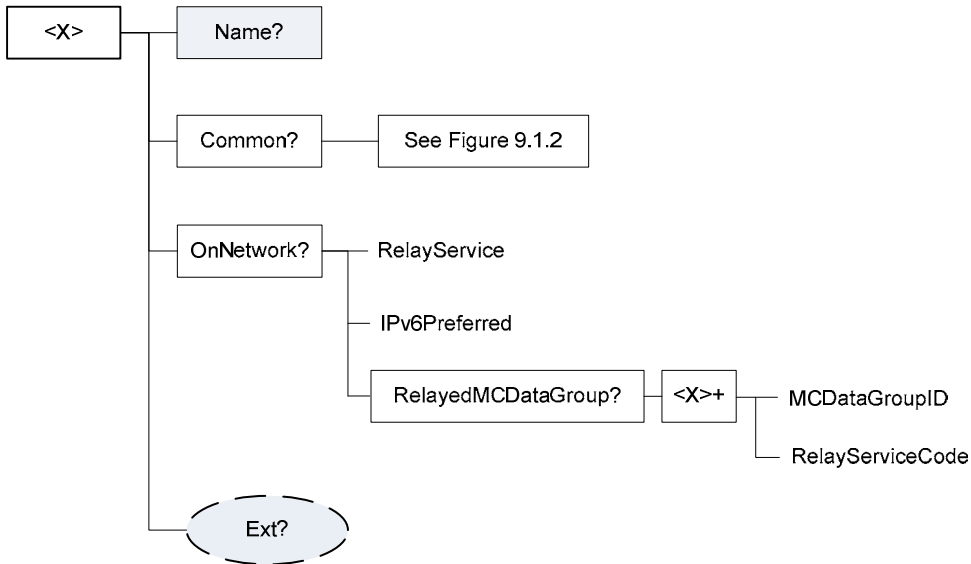 <X>
Name?
Common?
See Figure 9.1.2
OnNetwork?
RelayService
IPv6Preferred
RelayedMCDataGroup?
<X>+
MCDataGroupID
RelayServiceCode
Ext?